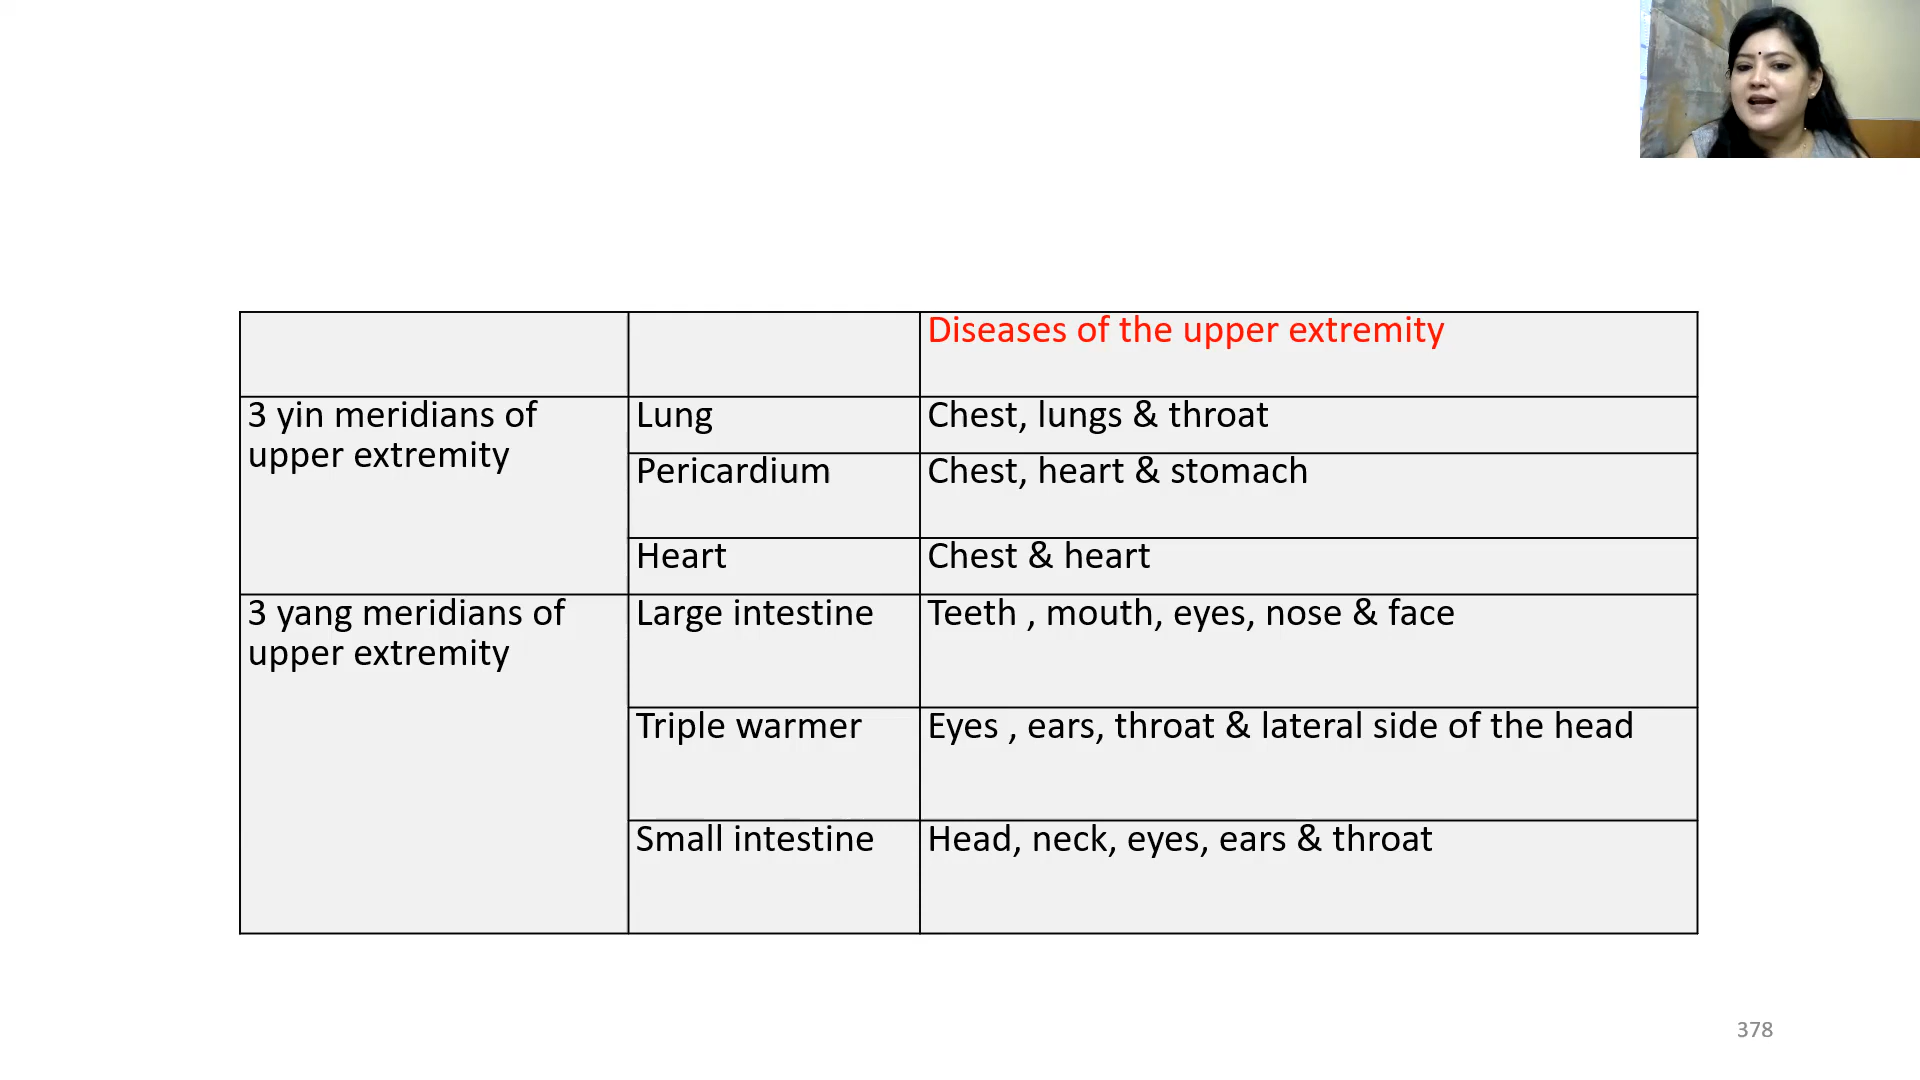 Diseases of the upper extremity
3 yin meridians of
upper extremity
Lung
Chest, lungs & throat
Pericardium
Chest, heart & stomach
Heart
Chest & heart
3 yang meridians of
upper extremity
Large intestine
Teeth , mouth, eyes, nose & face
Triple warmer
Eyes , ears, throat & lateral side of the head
Small intestine
Head, neck, eyes, ears & throat
378